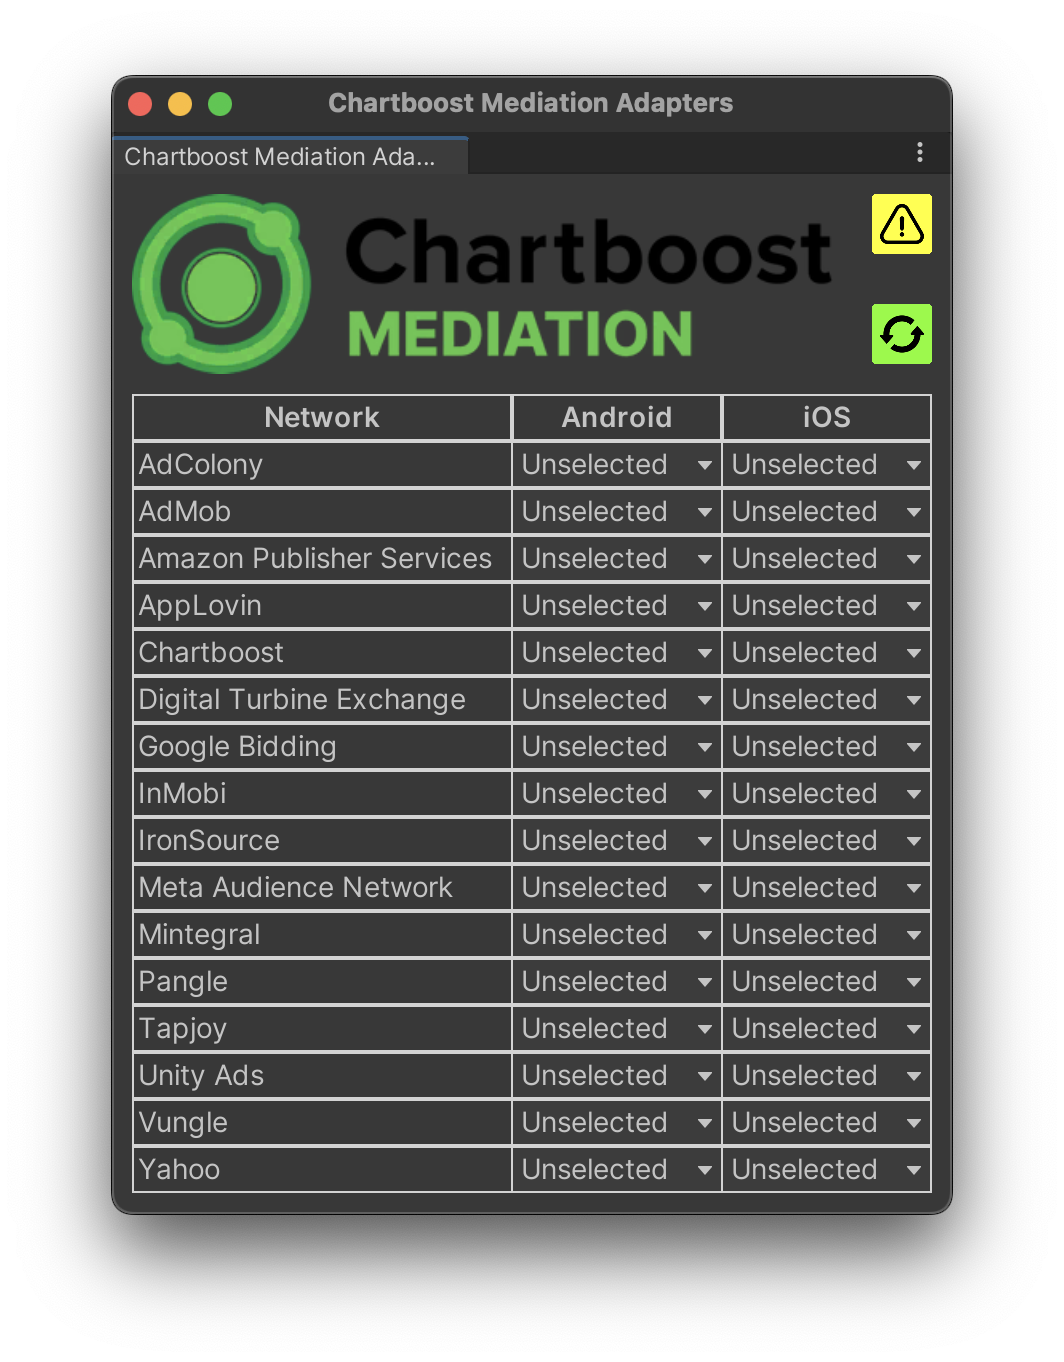 Chartboost Mediation Adapters
Chartboost Mediation Ada...
Chartboost
MEDIATION
Network Android iOS
AdColony Unselected Unselected
AdMob Unselected Unselected
Amazon Publisher Services Unselected Unselected
AppLovin Unselected Unselected
Chartboost Unselected Unselected
Digital Turbine Exchange Unselected Unselected
Google Bidding Unselected Unselected
InMobi Unselected Unselected
IronSource Unselected Unselected
Meta Audience Network Unselected Unselected
Mintegral Unselected Unselected
Pangle Unselected Unselected
Tapjoy Unselected Unselected
Unity Ads Unselected Unselected
Vungle Unselected Unselected
Yahoo Unselected Unselected